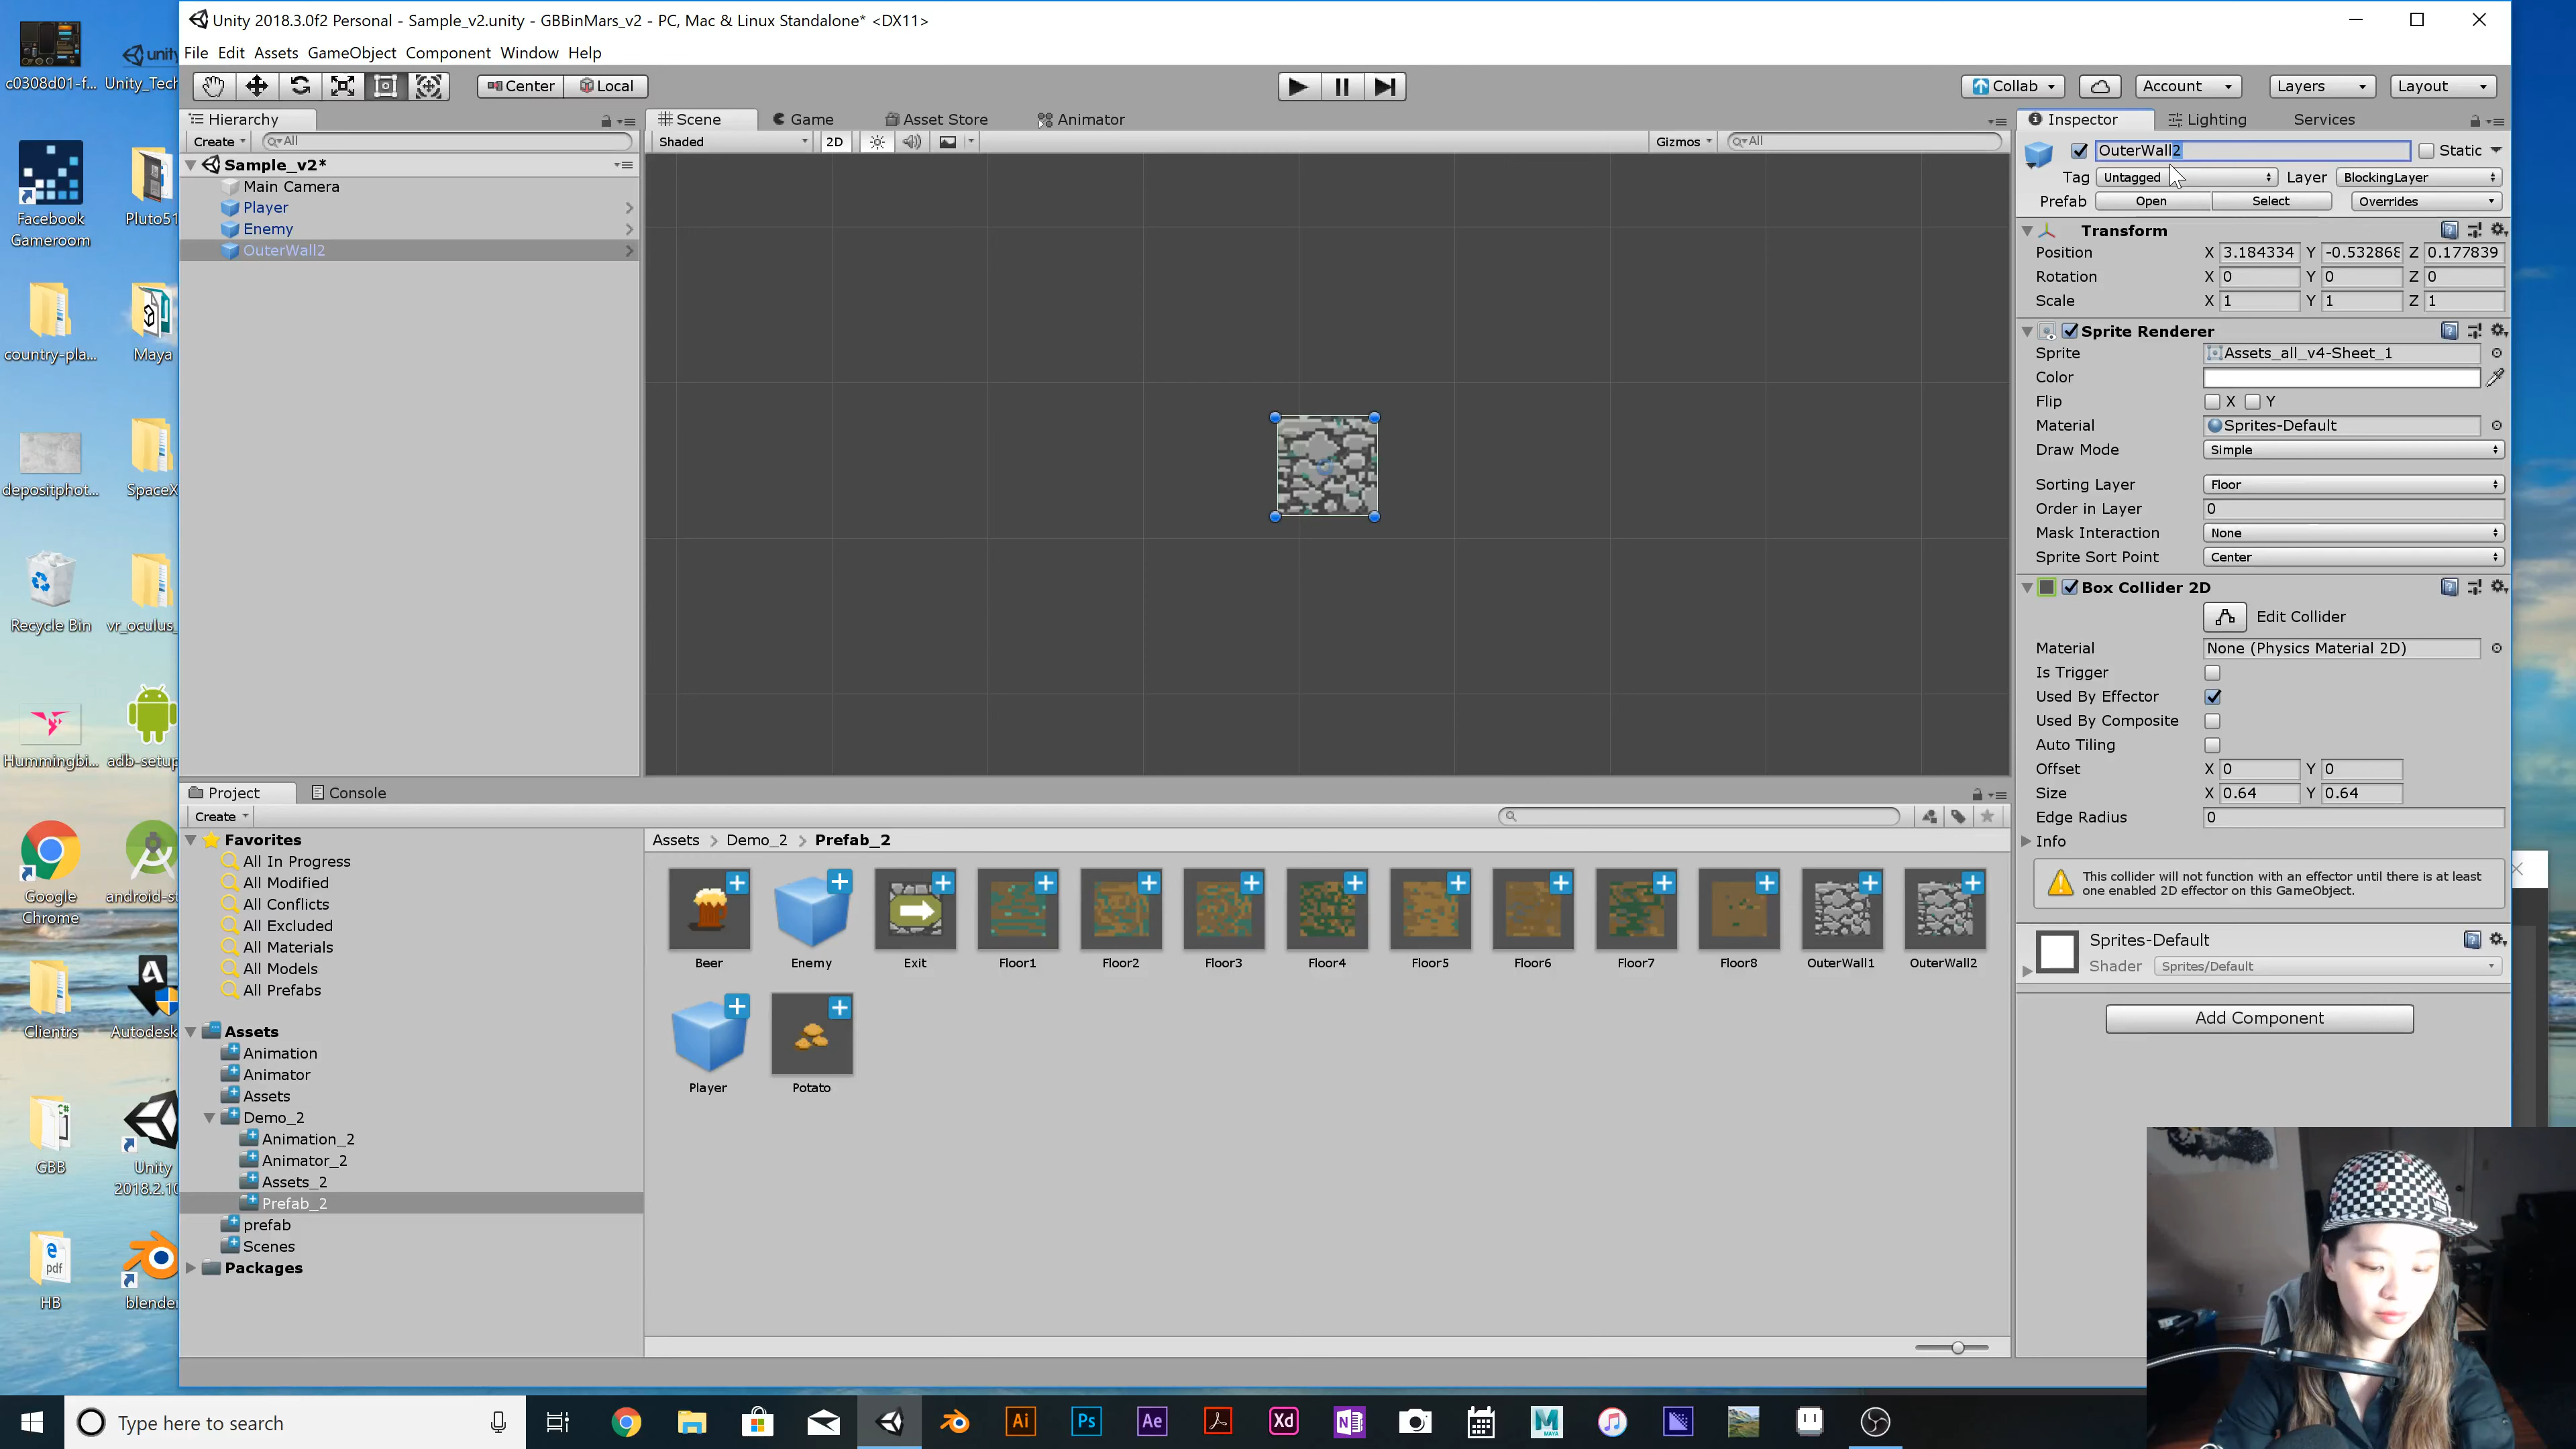 Unity 2018.3.0f2 Personal - Sample_v2.unity - GBBinMars_v2 - PC, Mac & Linux Standalone* <DX11>
File Edit Assets GameObject Component Window Help
Center Local
Collab Account Layers Layout
Hierarchy
Create All
Sample_v2*
Main Camera
Player
Enemy
OuterWall2
Scene Game Asset Store Animator
Shaded 2D Gizmos All
Inspector Lighting Services
OuterWall2 Static
Tag Untagged Layer BlockingLayer
Prefab Open Select Overrides
Transform
Position X 3.184334 Y -0.532868 Z 0.177839
Rotation X 0 Y 0 Z 0
Scale X 1 Y 1 Z 1
Sprite Renderer
Sprite Assets_all_v4-Sheet_1
Color
Flip X Y
Material Sprites-Default
Draw Mode Simple
Sorting Layer Floor
Order in Layer 0
Mask Interaction None
Sprite Sort Point Center
Box Collider 2D
Edit Collider
Material None (Physics Material 2D)
Is Trigger
Used By Effector
Used By Composite
Auto Tiling
Offset X 0 Y 0
Size X 0.64 Y 0.64
Edge Radius 0
Info
This collider will not function with an effector until there is at least
one enabled 2D effector on this GameObject.
Sprites-Default
Shader Sprites/Default
Add Component
Project Console
Create
Favorites
All In Progress
All Modified
All Conflicts
All Excluded
All Materials
All Models
All Prefabs
Assets
Animation
Animator
Assets
Demo_2
Animation_2
Animator_2
Assets_2
Prefab_2
prefab
Scenes
Packages
Assets > Demo_2 > Prefab_2
Beer Enemy Exit Floor1 Floor2 Floor3 Floor4 Floor5 Floor6 Floor7 Floor8 OuterWall1 OuterWall2
Player Potato
c0308d01-f... Unity_Tech
unity
Facebook
Gameroom
Pluto51
country-pla... Maya
depositphot... SpaceX
Recycle Bin vr_oculus_
Hummingbi... adb-setup
Google
Chrome
android-st
Clientrs Autodesk
GBB Unity
2018.2.10
pdf
HB blender
Type here to search
Ai Ps Ae Xd N
MAYA